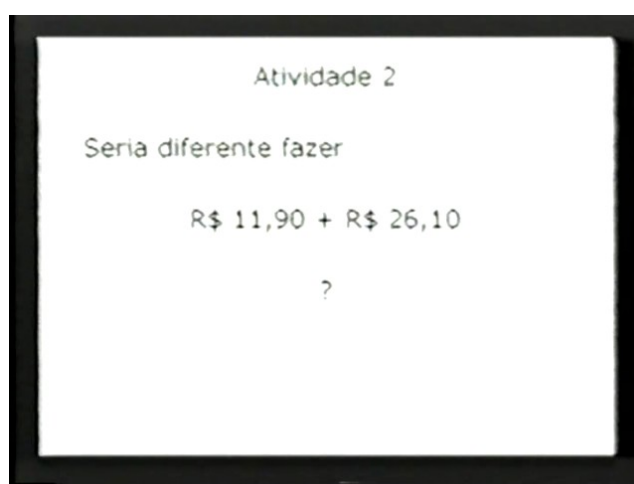 Atividade 2
Seria diferente fazer
R$ 11,90 + R$ 26,10
?